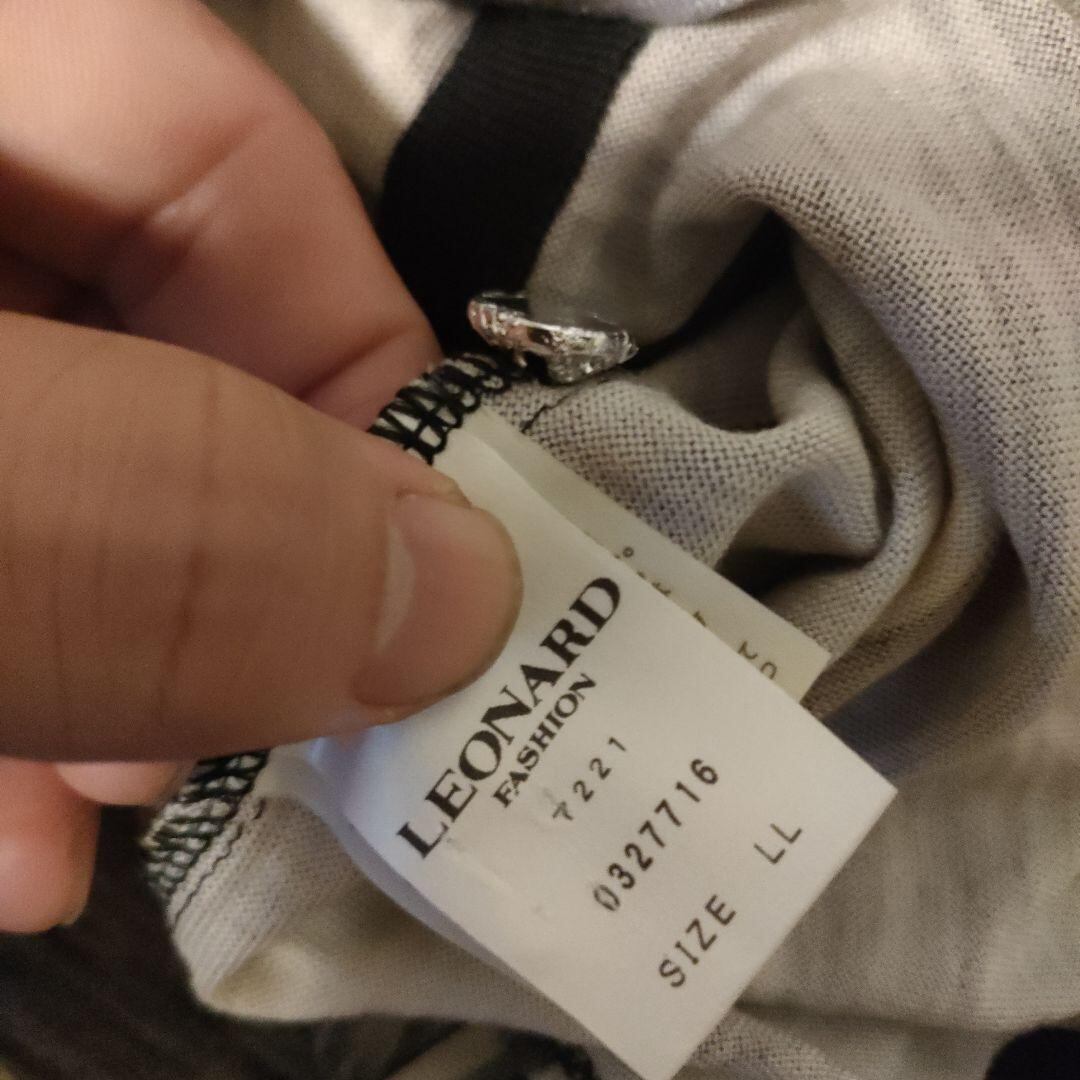 LEONARD
FASHION
7221
0327716
SIZE LL